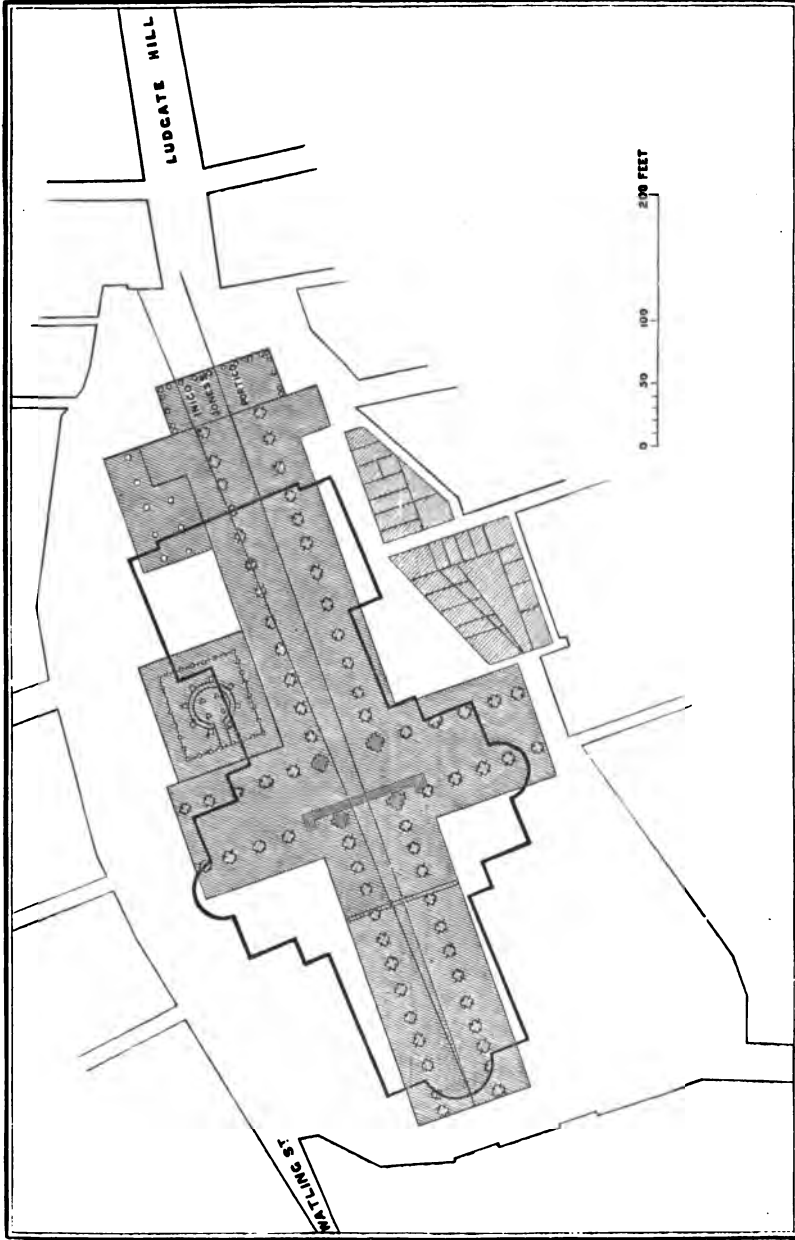 LUDGATE HILL
INIGO
JONES'S
PORTICO
0 50 100 200 FEET
WATLING ST.